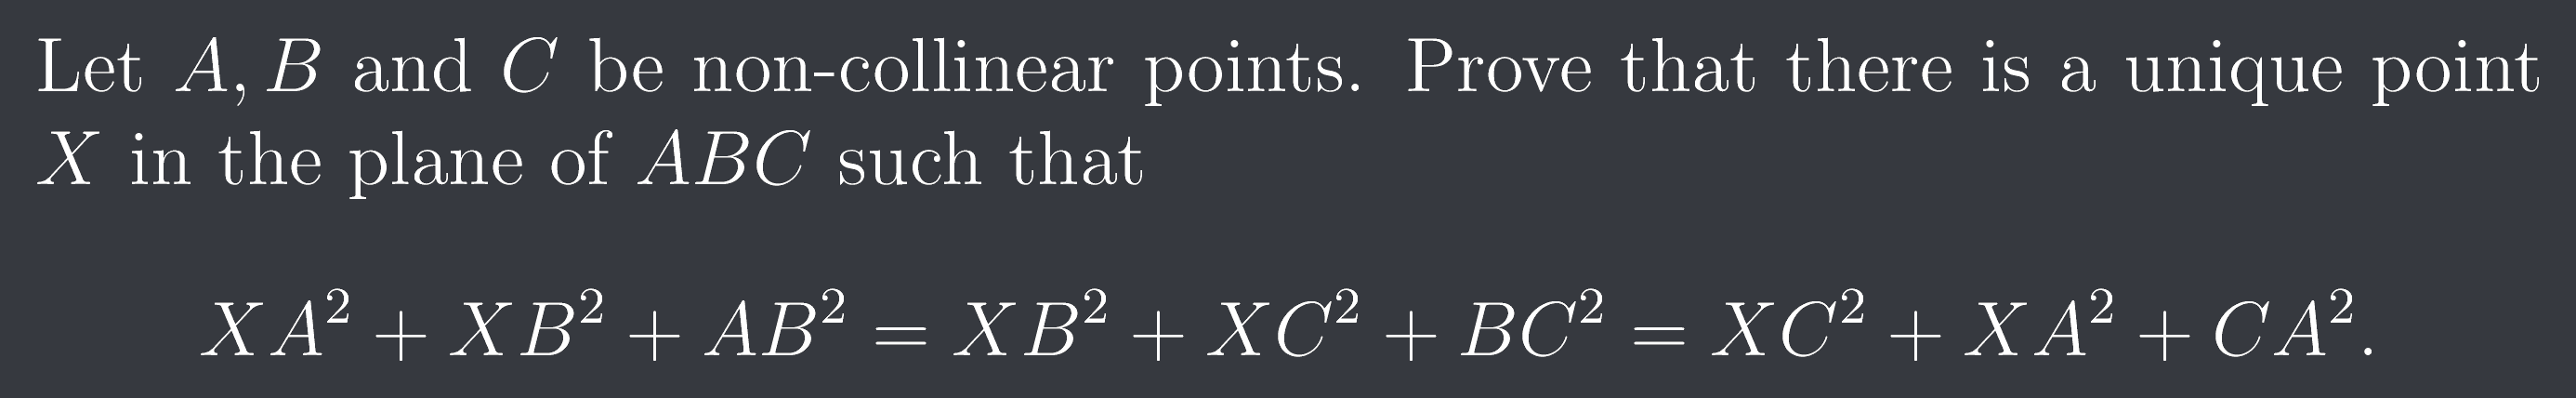 Let A, B and C be non-collinear points. Prove that there is a unique point
X in the plane of ABC such that
XA² + XB² + AB² = XB² + XC² + BC² = XC² + XA² + CA².